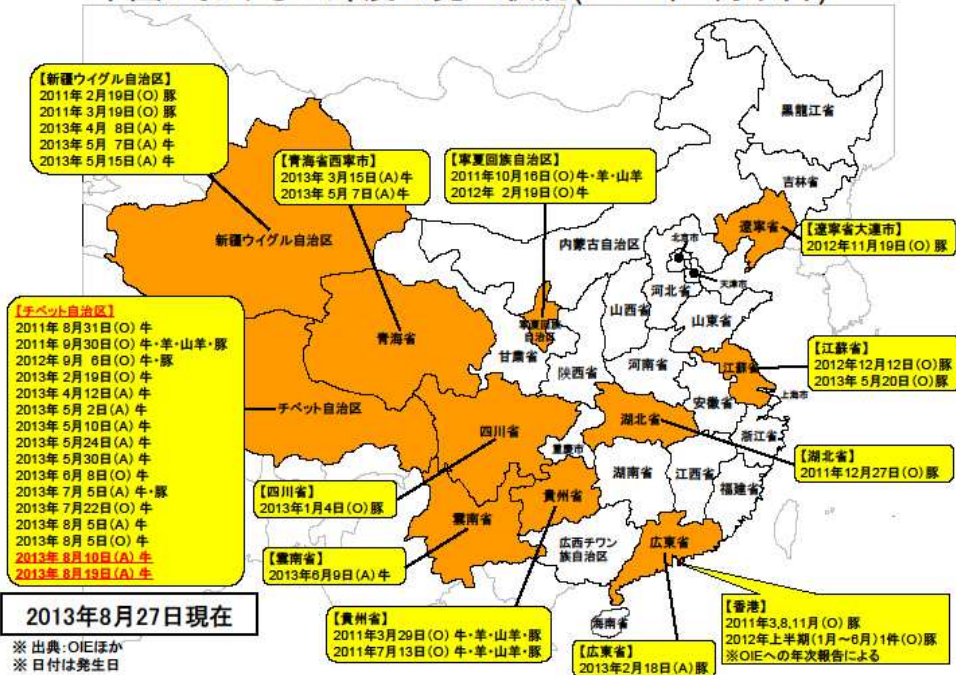 【新疆ウイグル自治区】
2011年 2月19日(O) 豚
2011年 3月19日(O) 豚
2013年 4月 8日(A) 牛
2013年 5月 7日(A) 牛
2013年 5月15日(A) 牛
【青海省西寧市】
2013年 3月15日(A)牛
2013年 5月 7日(A)牛
【寧夏回族自治区】
2011年10月16日(O)牛・羊・山羊
2012年 2月19日(O)牛
黒龍江省
吉林省
遼寧省
【遼寧省大連市】
2012年11月19日(O) 豚
新疆ウイグル自治区
内蒙古自治区
北京市
天津市
河北省
山西省
山東省
寧夏回族
自治区
青海省
甘粛省
陝西省
河南省
江蘇省
【江蘇省】
2012年12月12日(O)豚
2013年 5月20日(O)豚
安徽省
上海市
【チベット自治区】
2011年 8月31日(O) 牛
2011年 9月30日(O) 牛・羊・山羊・豚
2012年 9月 6日(O) 牛・豚
2013年 2月19日(O) 牛
2013年 4月12日(A) 牛
2013年 5月 2日(A) 牛
2013年 5月10日(A) 牛
2013年 5月24日(A) 牛
2013年 5月30日(A) 牛
2013年 6月 8日(O) 牛
2013年 7月 5日(A) 牛・豚
2013年 7月22日(O) 牛
2013年 8月 5日(A) 牛
2013年 8月 5日(O) 牛
2013年 8月10日(A) 牛
2013年 8月19日(A) 牛
チベット自治区
四川省
重慶市
湖北省
浙江省
【湖北省】
2011年12月27日(O)豚
湖南省
江西省
福建省
【四川省】
2013年1月4日(O)豚
貴州省
雲南省
広西チワン
族自治区
広東省
【雲南省】
2013年6月9日(A)牛
海南省
【貴州省】
2011年3月29日(O) 牛・羊・山羊・豚
2011年7月13日(O) 牛・羊・山羊・豚
【広東省】
2013年2月18日(A)豚
【香港】
2011年3,8,11月(O) 豚
2012年上半期(1月～6月)1件(O)豚
※OIEへの年次報告による
2013年8月27日現在
※ 出典:OIEほか
※ 日付は発生日